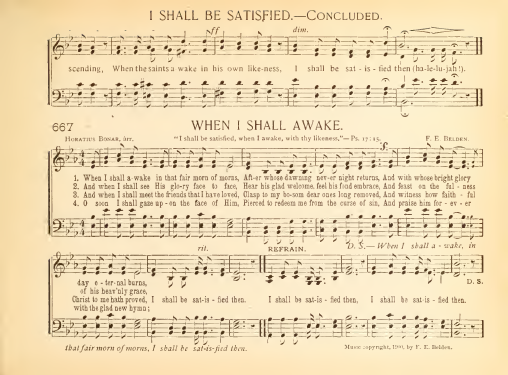 I SHALL BE SATISFIED.—CONCLUDED.
ff dim.
scending, When the saints a wake in his own like-ness, I shall be sat - is - fied then (ha-le-lu-jah!).
667
WHEN I SHALL AWAKE.
HORATIUS BONAR, arr. "I shall be satisfied, when I awake, with thy likeness."—Ps. 17:15. F. E. BELDEN.
1. When I shall a-wake in that fair morn of morns, Aft-er whose dawning nev-er night returns, And with whose bright glory
2. And when I shall see His glo-ry face to face, Hear his glad welcome, feel his fond embrace, And feast on the ful - ness
3. And when I shall meet the friends that I have loved, Clasp to my bo-som dear ones long removed, And witness how faith - ful
4. O soon I shall gaze up - on the face of Him, Pierced to redeem me from the curse of sin, And praise him for - ev - er
rit. REFRAIN. D. S.—When I shall a - wake, in
day e - ter-nal burns,
of his heav'nly grace,
Christ to me hath proved, I shall be sat-is - fied then. I shall be sat-is - fied then, I shall be sat-is - fied then.
with the glad new hymn;
D. S.
that fair morn of morns, I shall be sat-is-fied then.
Music copyright, 1900, by F. E. Belden.